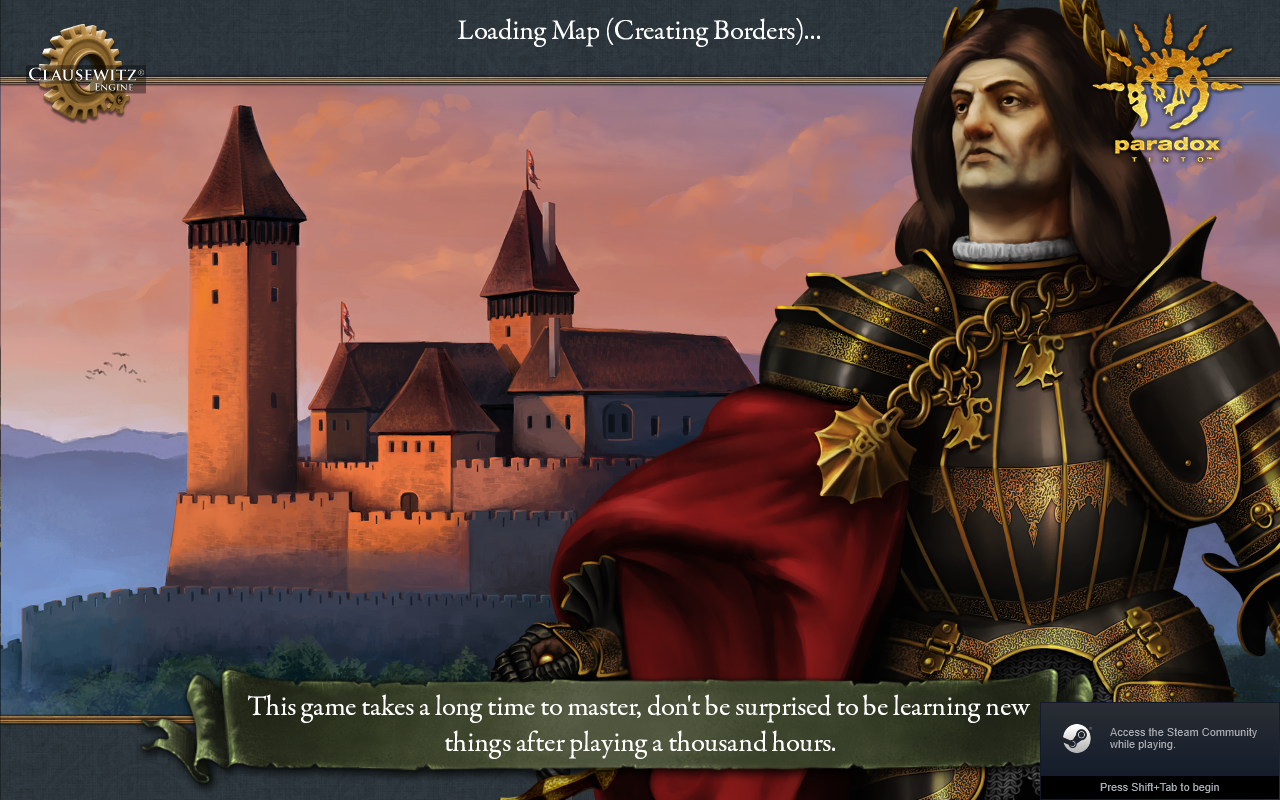 Loading Map (Creating Borders)...
CLAUSEWITZ®
ENGINE
paradox
TINTO™
This game takes a long time to master, don't be surprised to be learning new
things after playing a thousand hours.
Access the Steam Community
while playing.
Press Shift+Tab to begin